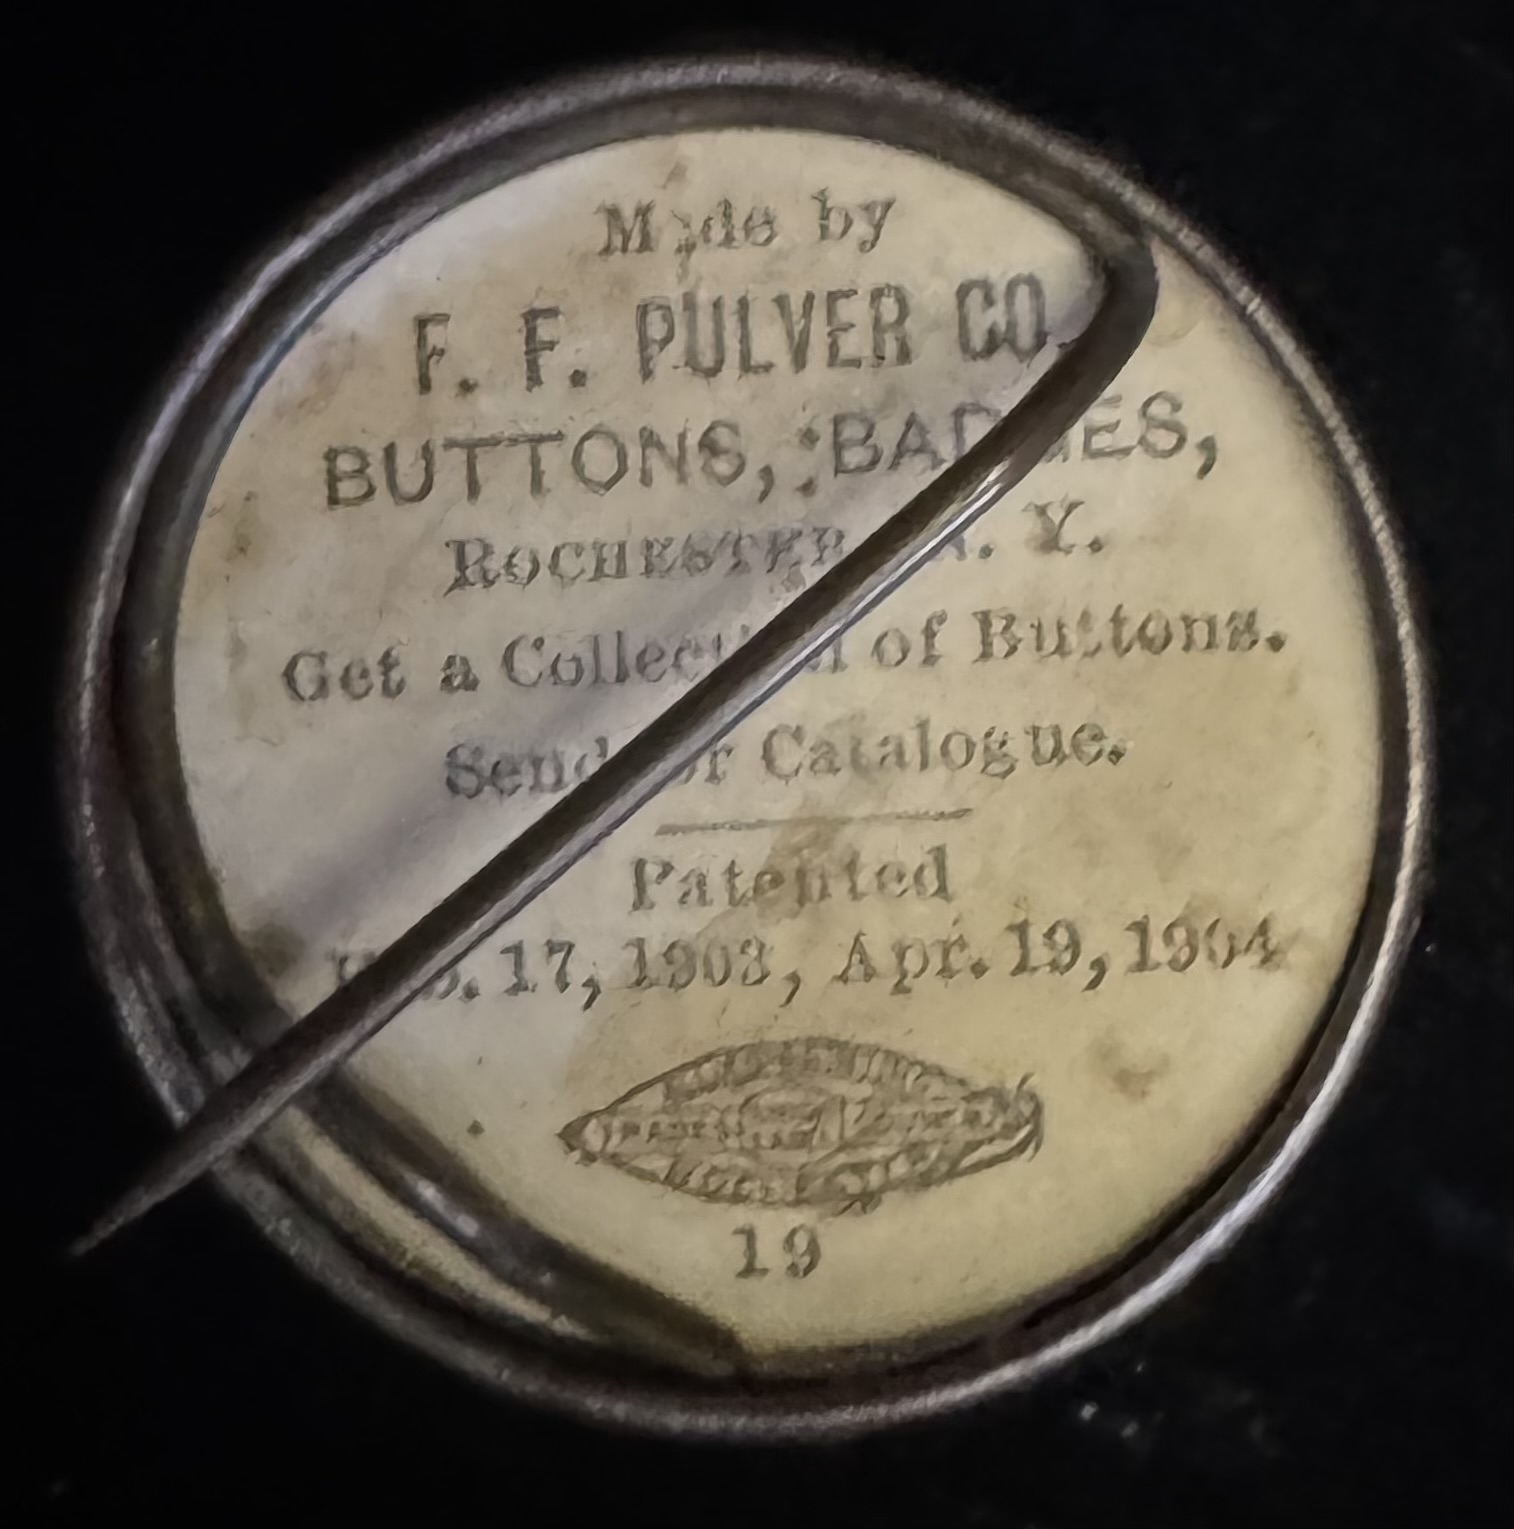 Made by
F. F. PULVER CO.
BUTTONS, BADGES,
ROCHESTER N. Y.
Get a Collection of Buttons.
Send for Catalogue.
Patented
Feb. 17, 1903, Apr. 19, 1904
19